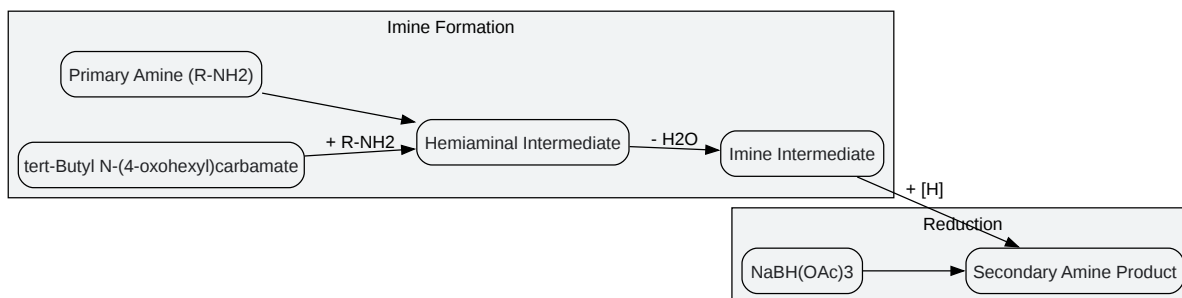 Imine Formation
Primary Amine (R-NH2)
tert-Butyl N-(4-oxohexyl)carbamate
+ R-NH2
Hemiaminal Intermediate
- H2O
Imine Intermediate
+ [H]
Reduction
NaBH(OAc)3
Secondary Amine Product